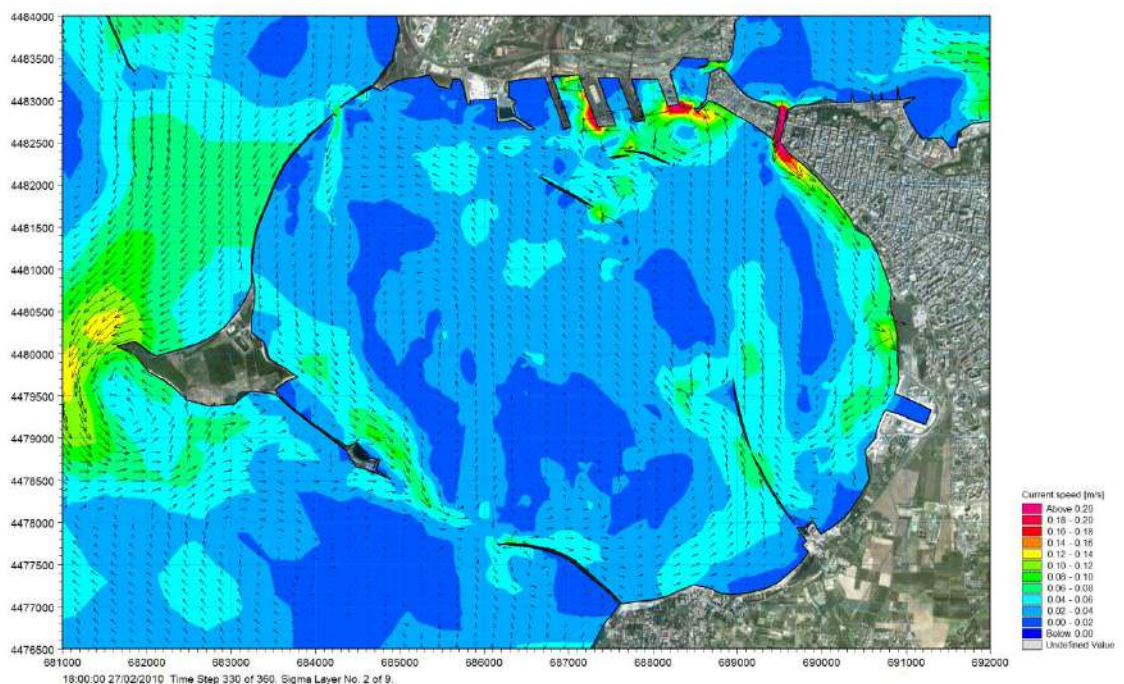 4484000
4483500
4483000
4482500
4482000
4481500
4481000
4480500
4480000
4479500
4479000
4478500
4478000
4477500
4477000
4476500
681000 682000 683000 684000 685000 686000 687000 688000 689000 690000 691000 692000
18:00:00 27/02/2010 Time Step 330 of 360. Sigma Layer No. 2 of 9.
Current speed [m/s]
Above 0.20
0.18 - 0.20
0.16 - 0.18
0.14 - 0.16
0.12 - 0.14
0.10 - 0.12
0.08 - 0.10
0.06 - 0.08
0.04 - 0.06
0.02 - 0.04
0.00 - 0.02
Below 0.00
Undefined Value